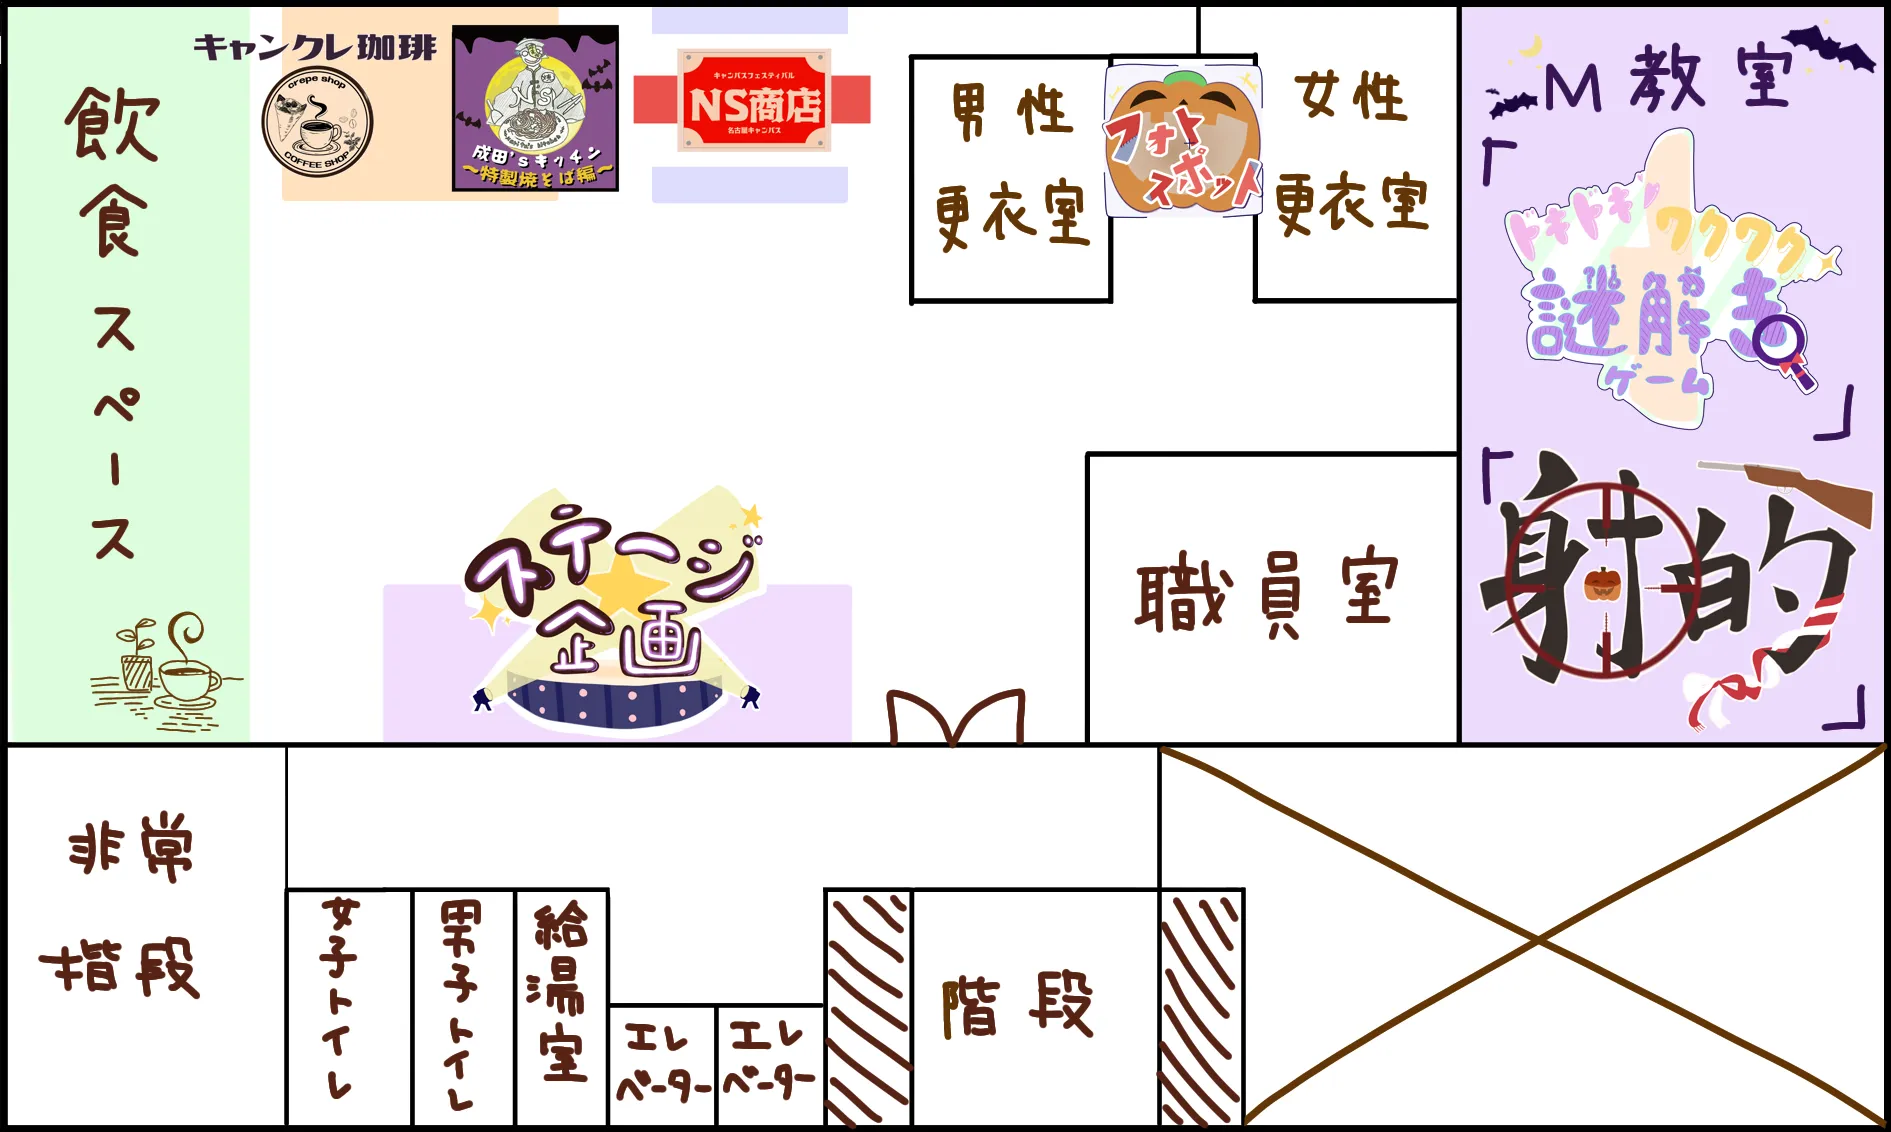 飲食スペース
キャンクレ珈琲
crepe shop
COFFEE SHOP
成田'sキッチン
～特製焼そば編～
キャンパスフェスティバル
NS商店
名古屋キャンパス
男性
更衣室
フォト
スポット
女性
更衣室
M教室
「
ドキドキ ワクワク
謎解き
ゲーム
」
「
射的
」
ステージ
企画
職員室
非常
階段
女子トイレ
男子トイレ
給湯室
エレ
ベーター
エレ
ベーター
階段